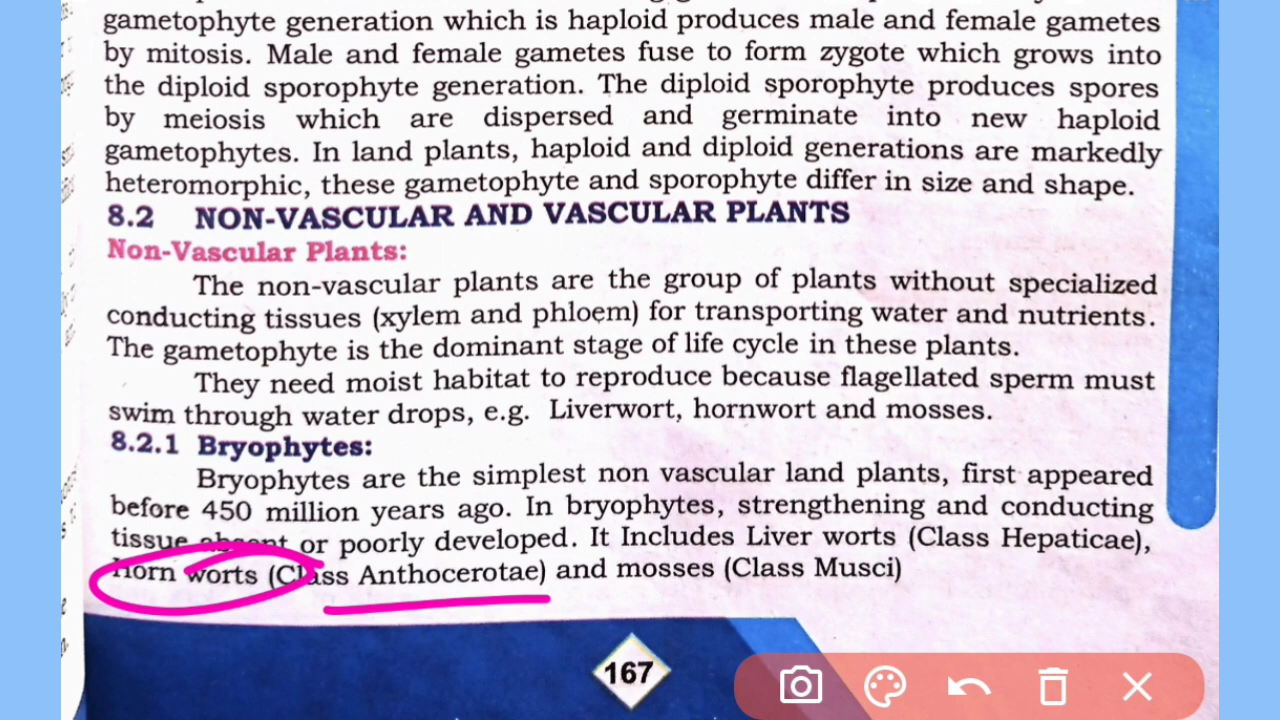 gametophyte generation which is haploid produces male and female gametes
by mitosis. Male and female gametes fuse to form zygote which grows into
the diploid sporophyte generation. The diploid sporophyte produces spores
by meiosis which are dispersed and germinate into new haploid
gametophytes. In land plants, haploid and diploid generations are markedly
heteromorphic, these gametophyte and sporophyte differ in size and shape.
8.2 NON-VASCULAR AND VASCULAR PLANTS
Non-Vascular Plants:
The non-vascular plants are the group of plants without specialized
conducting tissues (xylem and phloem) for transporting water and nutrients.
The gametophyte is the dominant stage of life cycle in these plants.
They need moist habitat to reproduce because flagellated sperm must
swim through water drops, e.g. Liverwort, hornwort and mosses.
8.2.1 Bryophytes:
Bryophytes are the simplest non vascular land plants, first appeared
before 450 million years ago. In bryophytes, strengthening and conducting
tissue absent or poorly developed. It Includes Liver worts (Class Hepaticae),
Horn worts (Class Anthocerotae) and mosses (Class Musci)
167